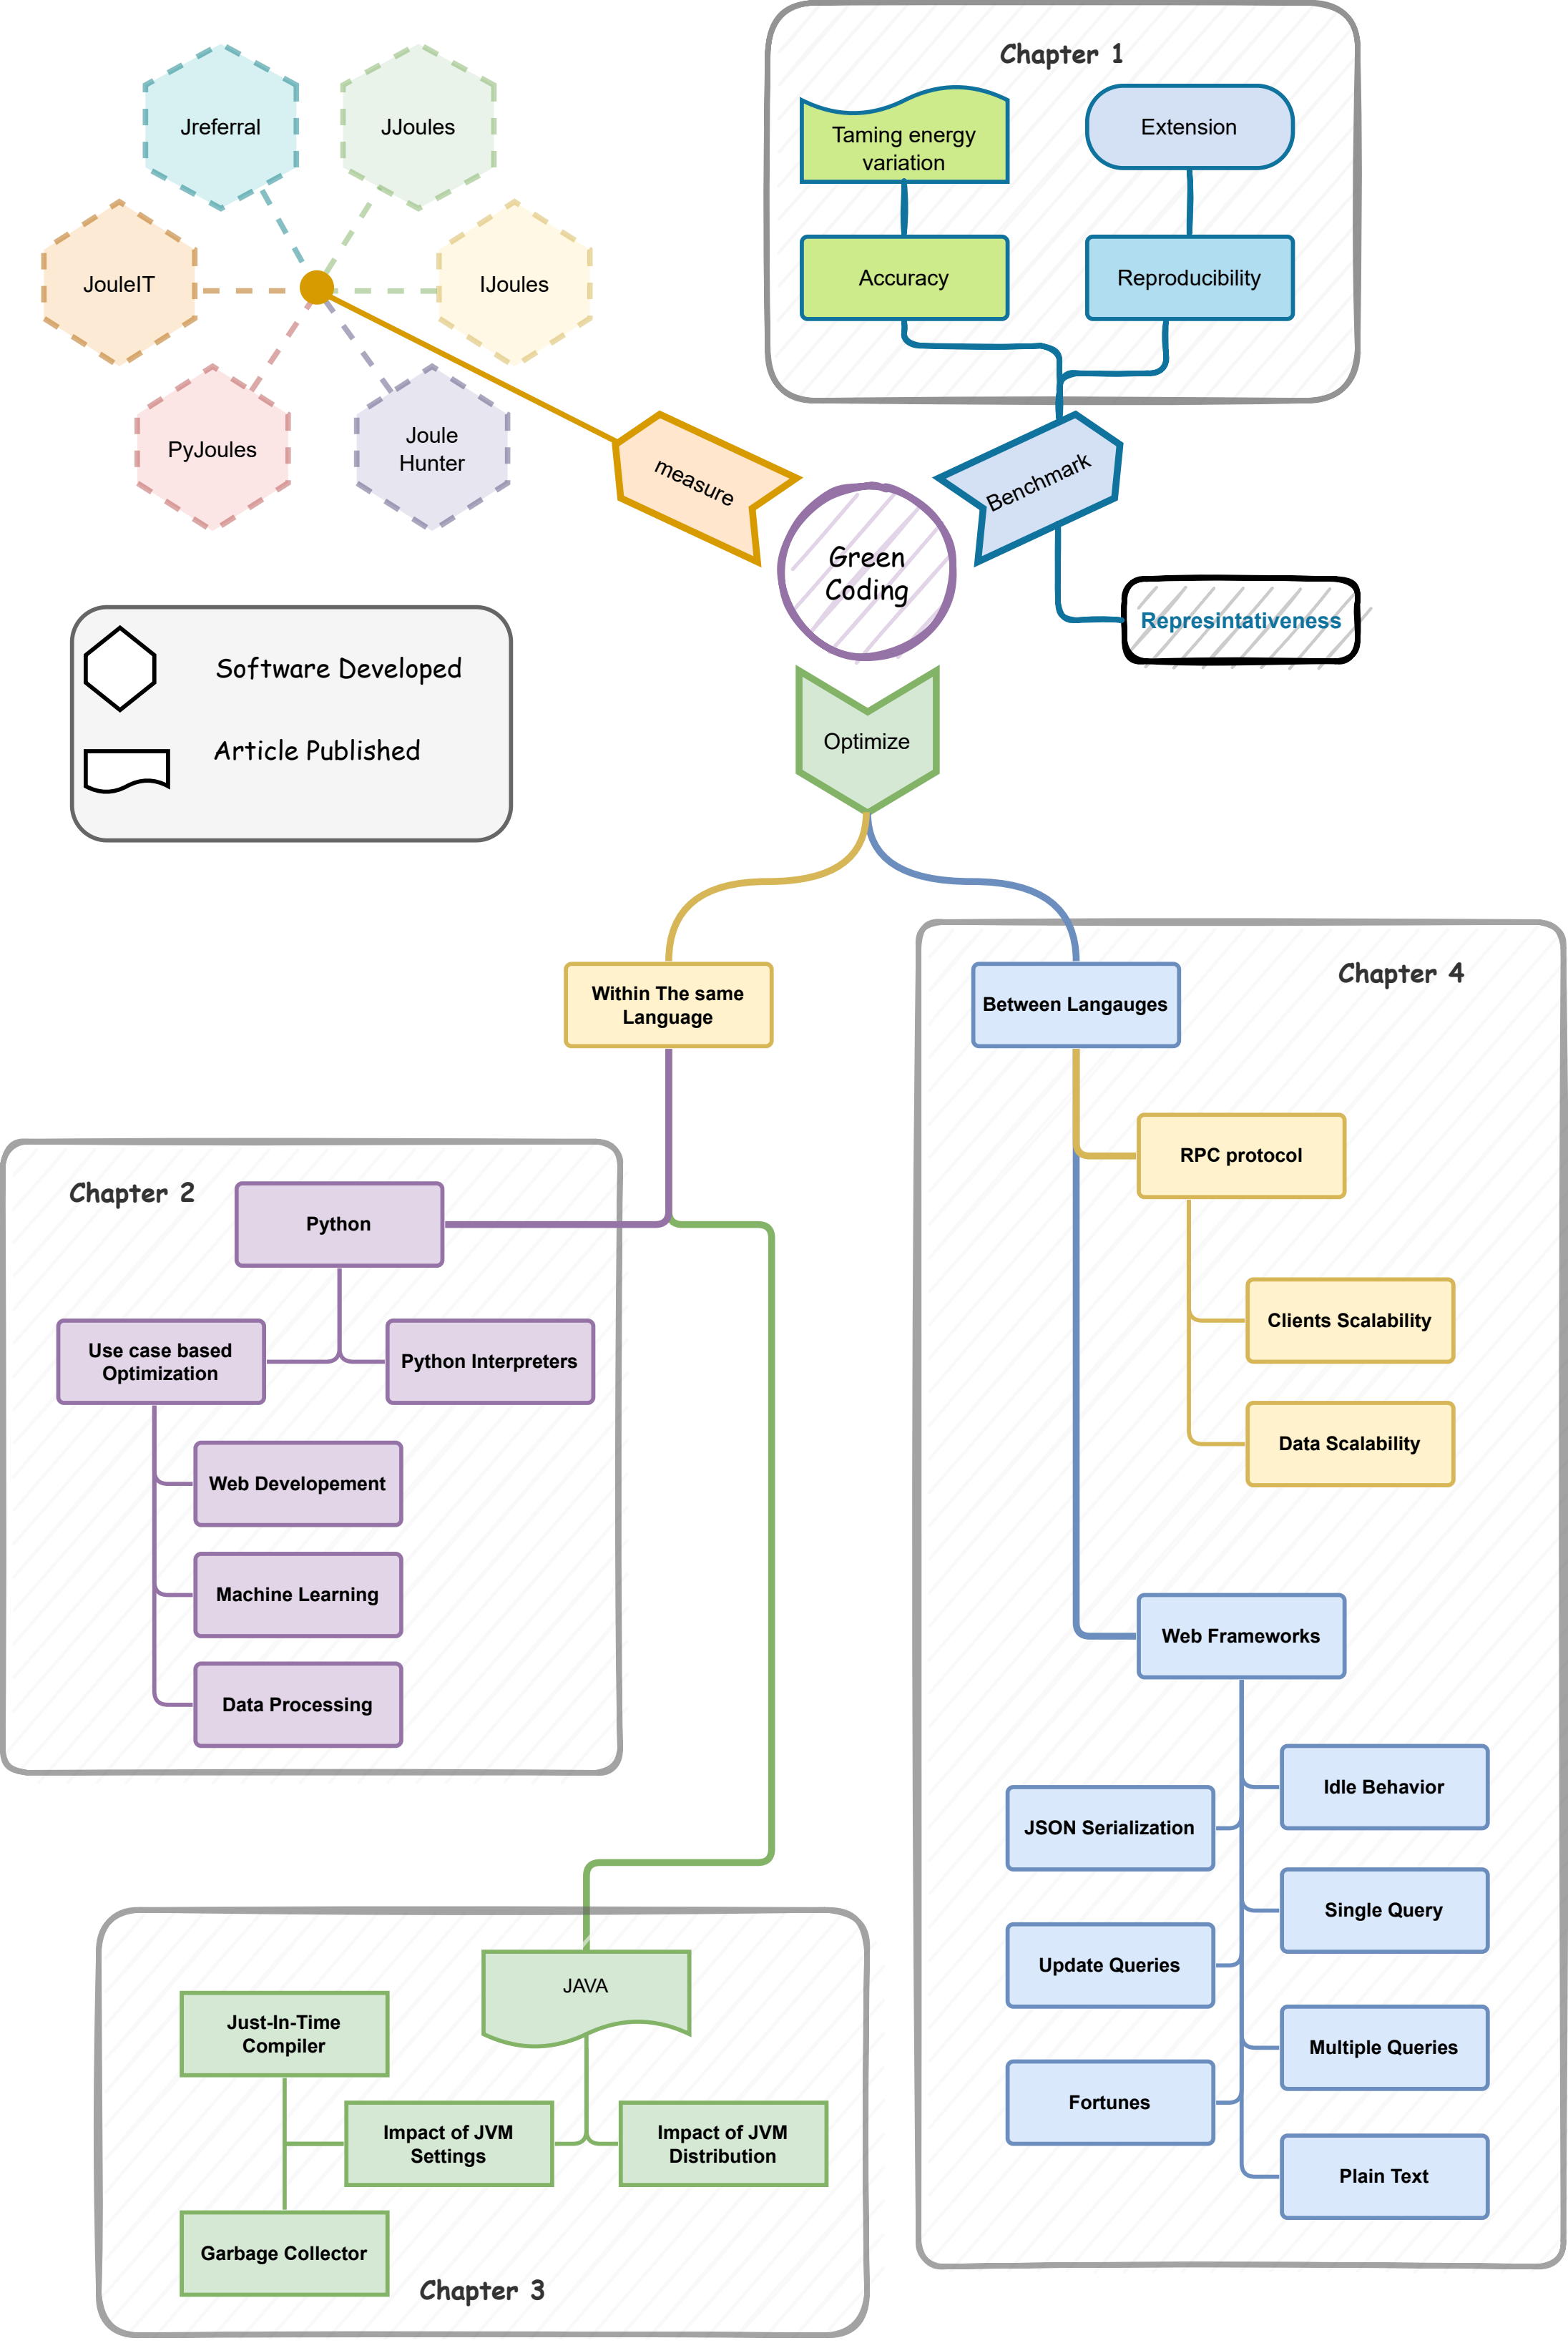 Chapter 1
Jreferral
JJoules
Taming energy
variation
Extension
JouleIT
IJoules
Accuracy
Reproducibility
PyJoules
Joule
Hunter
measure
Benchmark
Green
Coding
Represintativeness
Software Developed
Article Published
Optimize
Within The same
Language
Between Langauges
Chapter 4
RPC protocol
Clients Scalability
Data Scalability
Web Frameworks
Idle Behavior
JSON Serialization
Single Query
Update Queries
Multiple Queries
Fortunes
Plain Text
Chapter 2
Python
Use case based
Optimization
Python Interpreters
Web Developement
Machine Learning
Data Processing
JAVA
Just-In-Time
Compiler
Impact of JVM
Settings
Impact of JVM
Distribution
Garbage Collector
Chapter 3